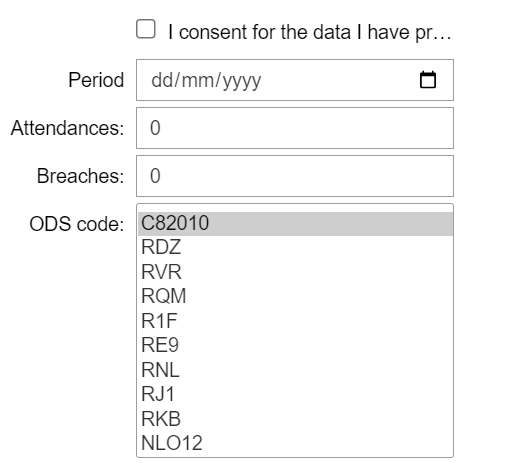 I consent for the data I have pr…
Period dd/mm/yyyy
Attendances: 0
Breaches: 0
ODS code: C82010
RDZ
RVR
RQM
R1F
RE9
RNL
RJ1
RKB
NLO12